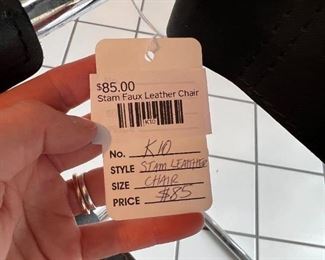 $85.00
Stam Faux Leather Chair
K10
No. K10
STYLE STAM LEATHER
SIZE CHAIR
PRICE $85